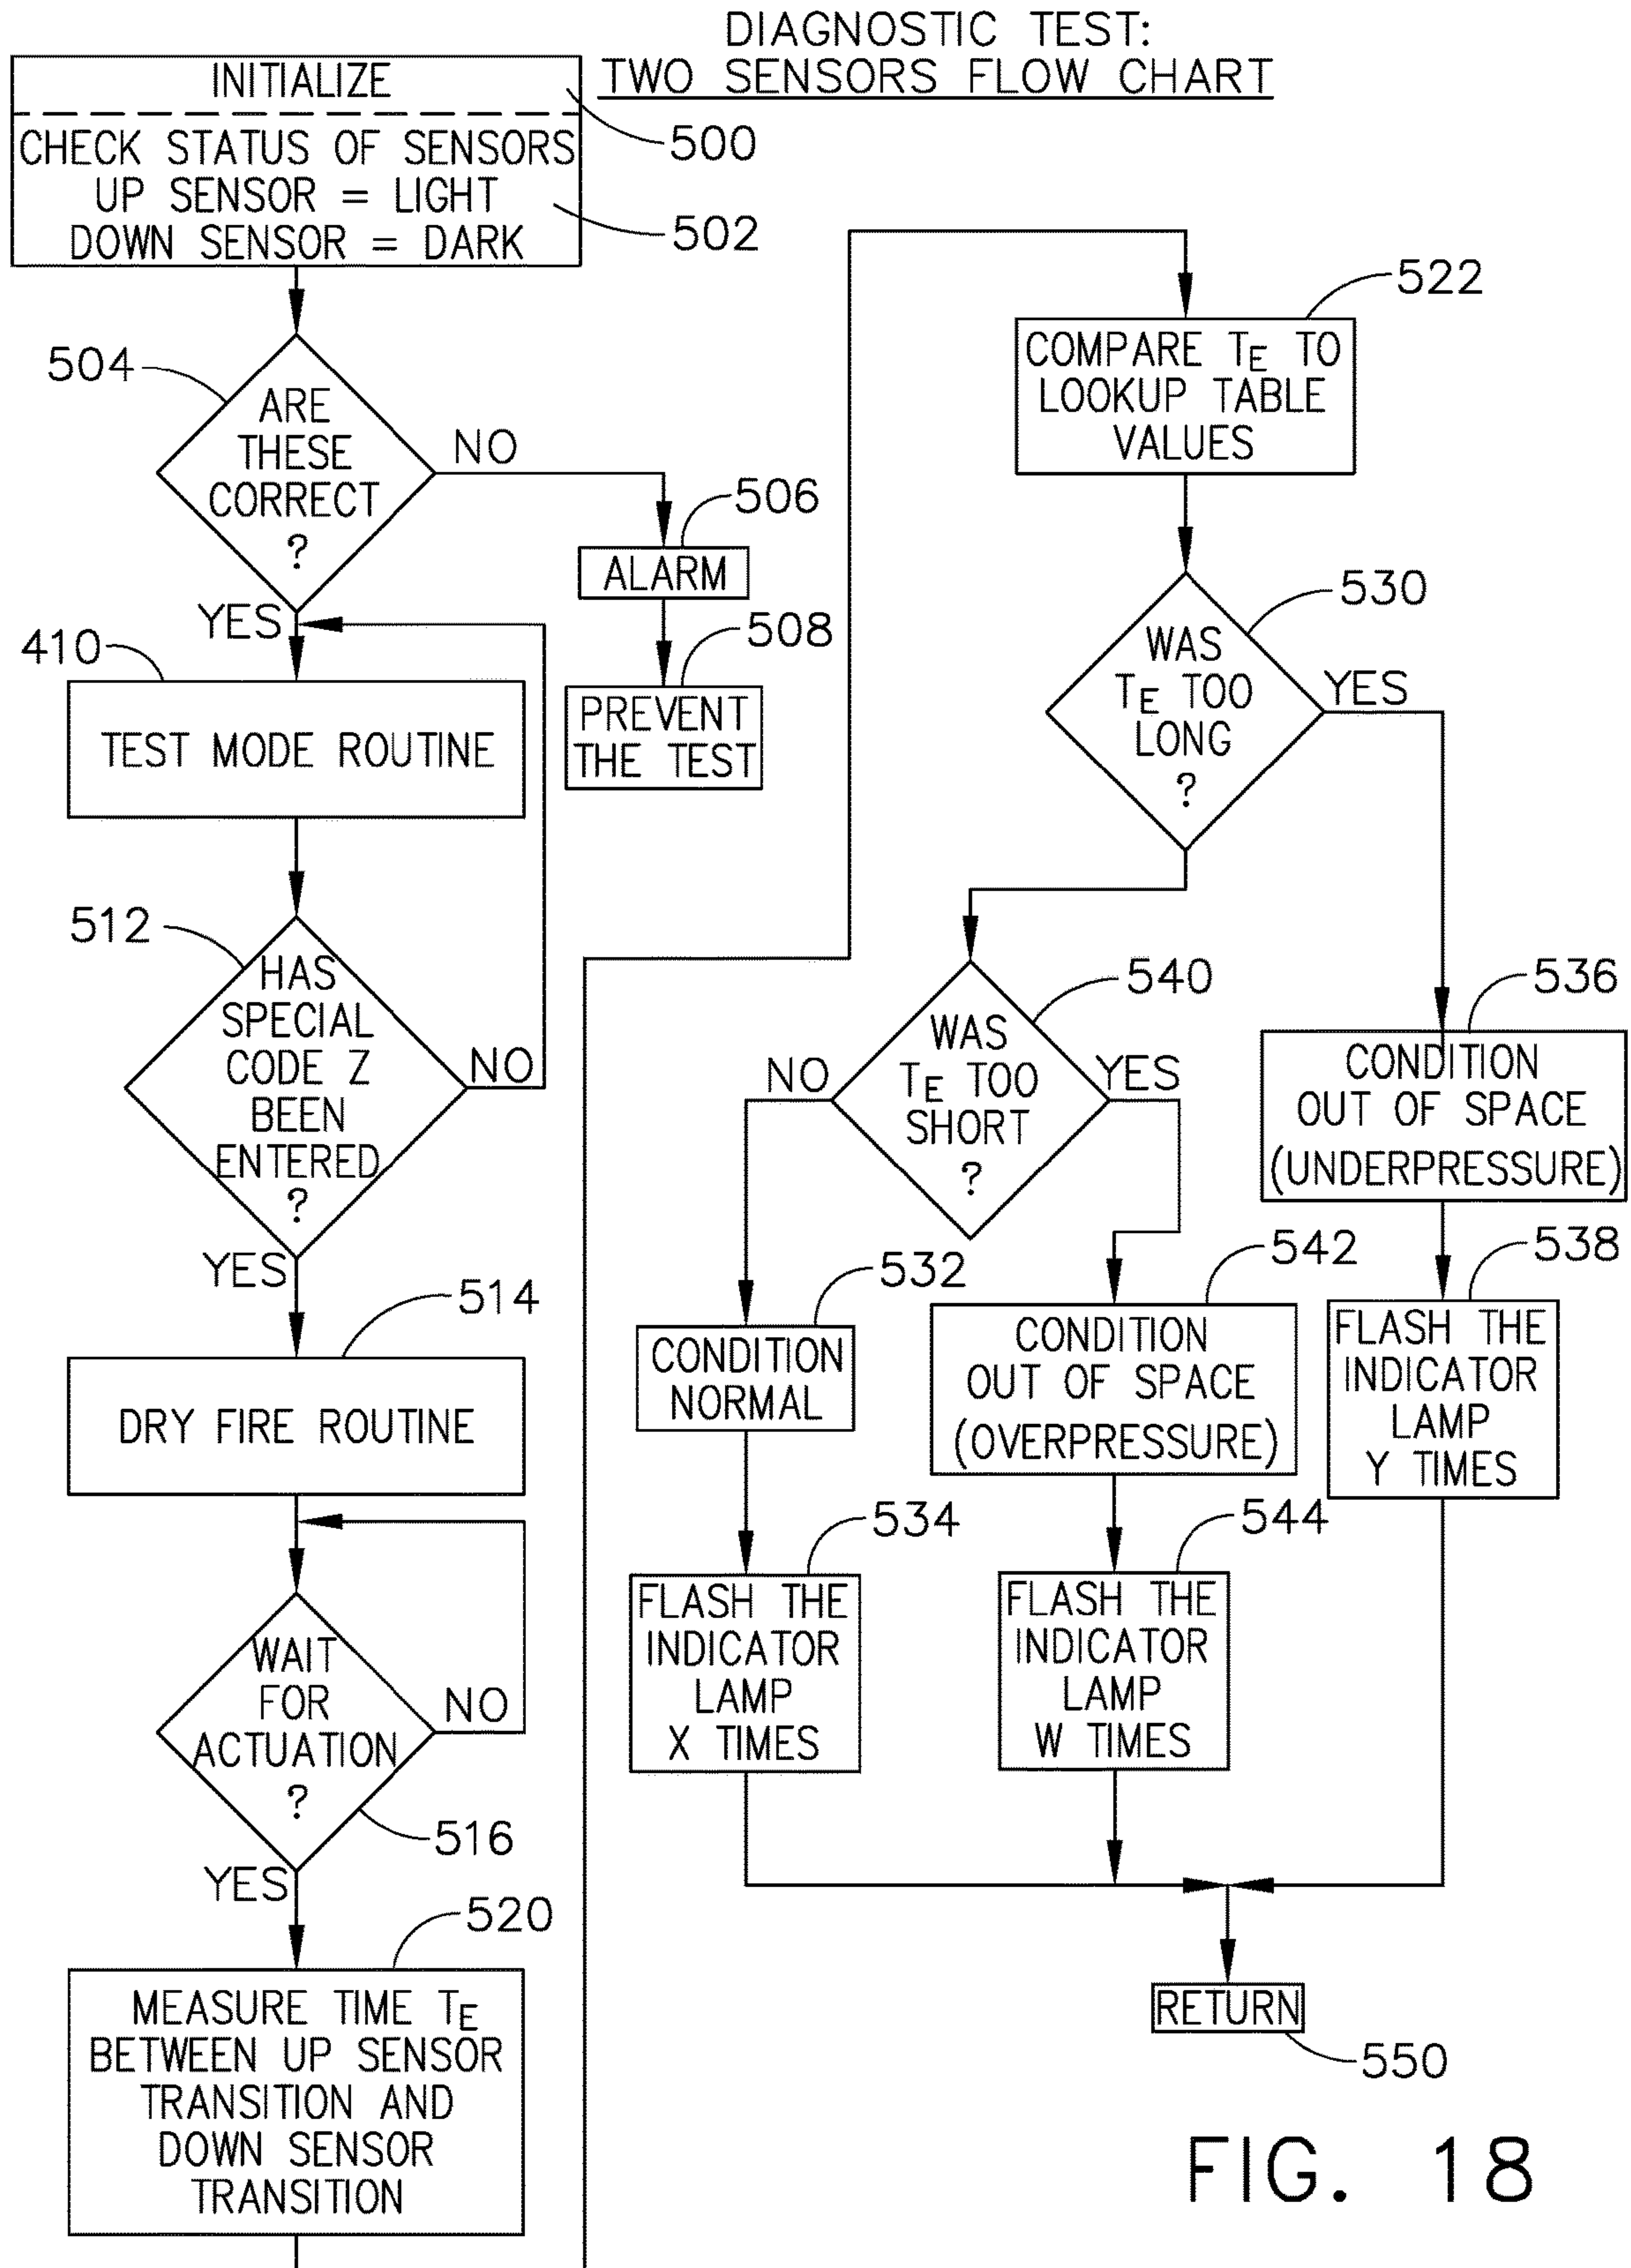 DIAGNOSTIC TEST:
TWO SENSORS FLOW CHART
INITIALIZE
500
CHECK STATUS OF SENSORS
UP SENSOR = LIGHT
DOWN SENSOR = DARK
502
504
ARE
THESE
CORRECT
?
NO
506
ALARM
508
PREVENT
THE TEST
YES
410
TEST MODE ROUTINE
512
HAS
SPECIAL
CODE Z
BEEN
ENTERED
?
NO
YES
514
DRY FIRE ROUTINE
WAIT
FOR
ACTUATION
?
NO
516
YES
520
MEASURE TIME TE
BETWEEN UP SENSOR
TRANSITION AND
DOWN SENSOR
TRANSITION
522
COMPARE TE TO
LOOKUP TABLE
VALUES
530
WAS
TE TOO
LONG
?
YES
540
WAS
TE TOO
SHORT
?
NO
YES
536
CONDITION
OUT OF SPACE
(UNDERPRESSURE)
538
FLASH THE
INDICATOR
LAMP
Y TIMES
532
CONDITION
NORMAL
534
FLASH THE
INDICATOR
LAMP
X TIMES
542
CONDITION
OUT OF SPACE
(OVERPRESSURE)
544
FLASH THE
INDICATOR
LAMP
W TIMES
RETURN
550
FIG. 18